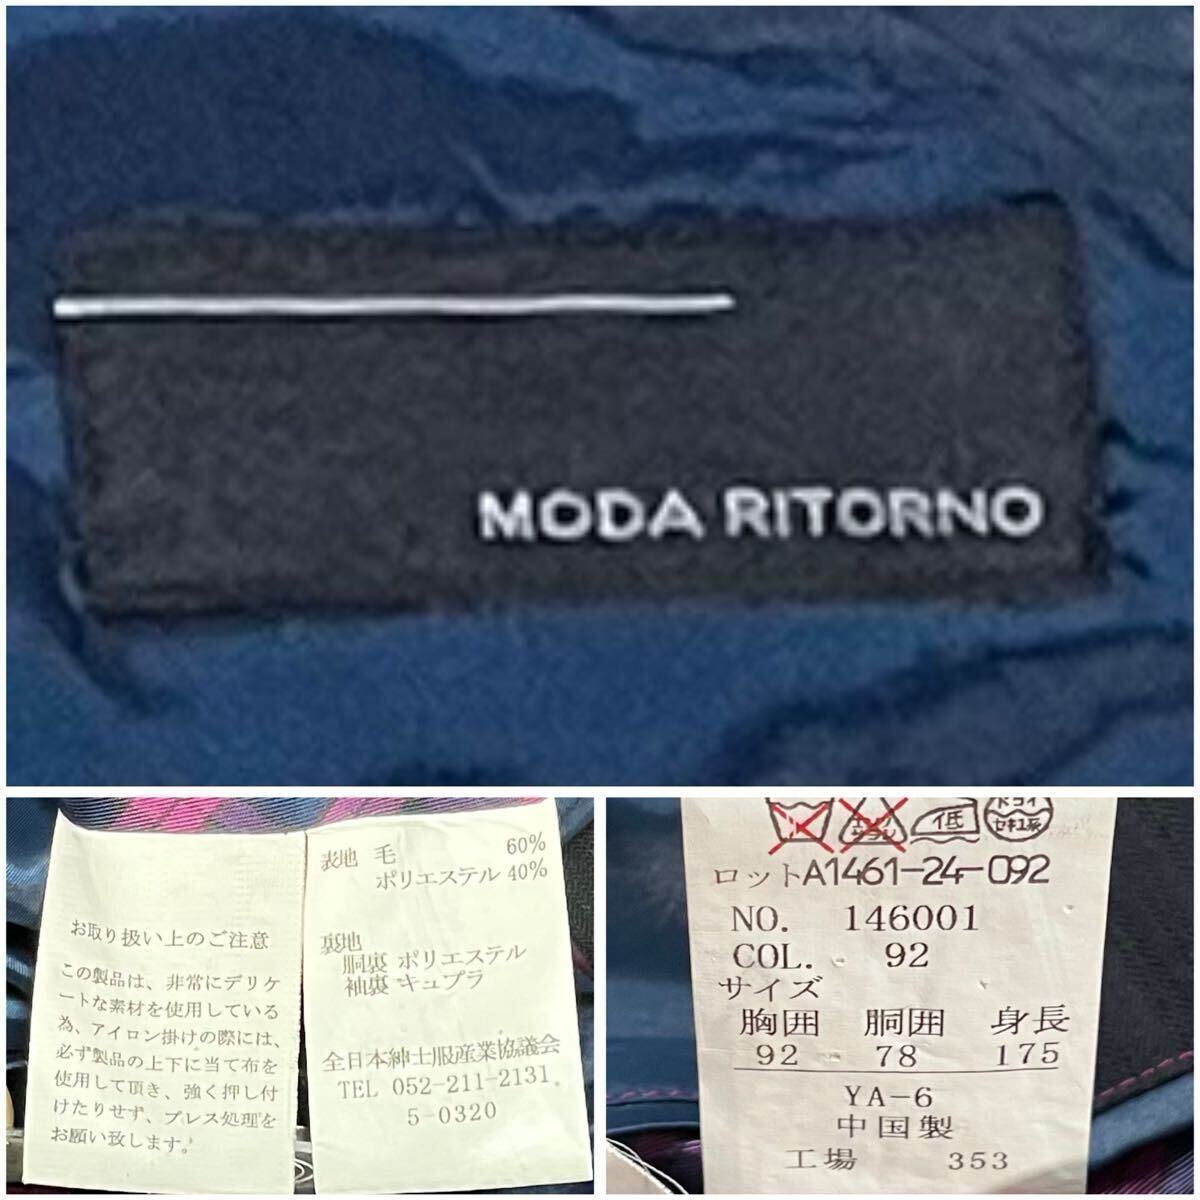 MODA RITORNO
お取り扱い上のご注意
この製品は、非常にデリケ
ートな素材を使用している
為、アイロン掛けの際には、
必ず製品の上下に当て布を
使用して頂き、強く押し付
けたりせず、プレス処理を
お願い致します。
表地 毛 60%
ポリエステル 40%
裏地
胴裏 ポリエステル
袖裏 キュプラ
全日本紳士服産業協議会
TEL 052-211-2131
5-0320
低
ドライ
セキユ系
ロットA1461-24-092
NO. 146001
COL. 92
サイズ
胸囲 胴囲 身長
92 78 175
YA-6
中国製
工場 353